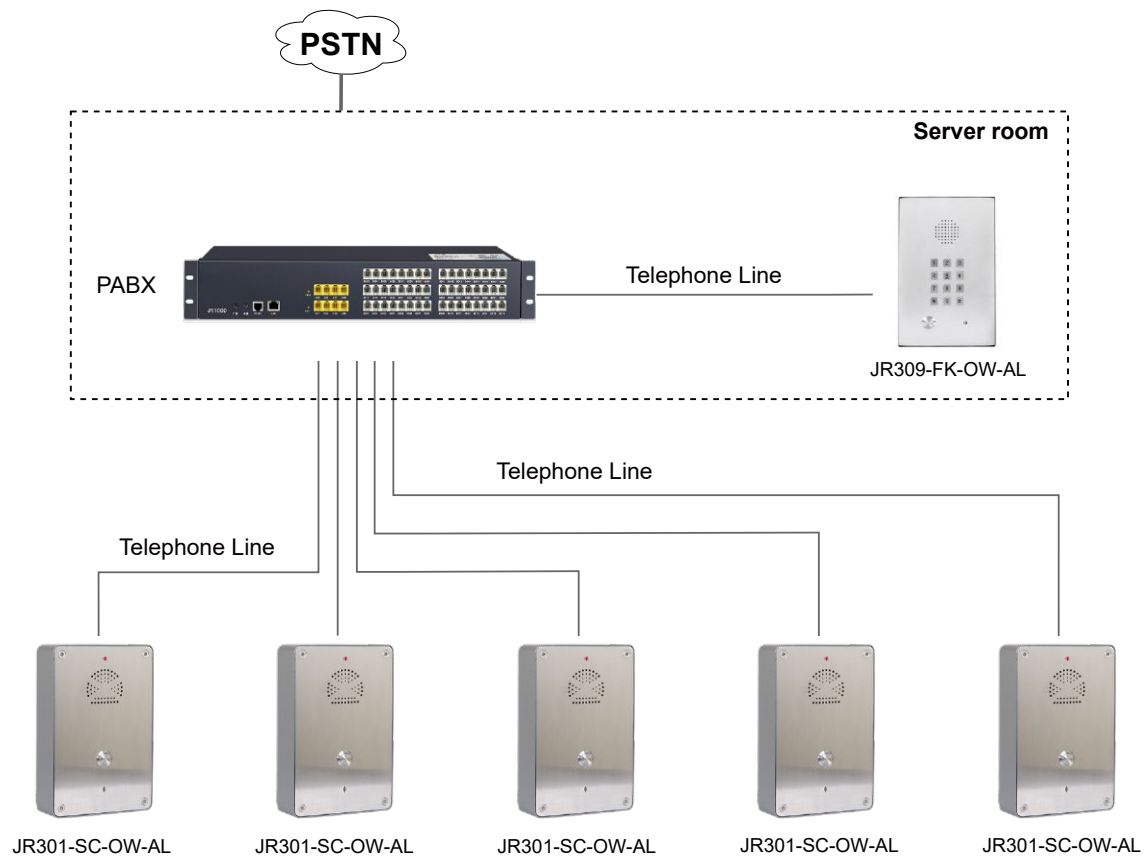 PSTN
Server room
PABX
Telephone Line
JR309-FK-OW-AL
Telephone Line
Telephone Line
JR301-SC-OW-AL
JR301-SC-OW-AL
JR301-SC-OW-AL
JR301-SC-OW-AL
JR301-SC-OW-AL